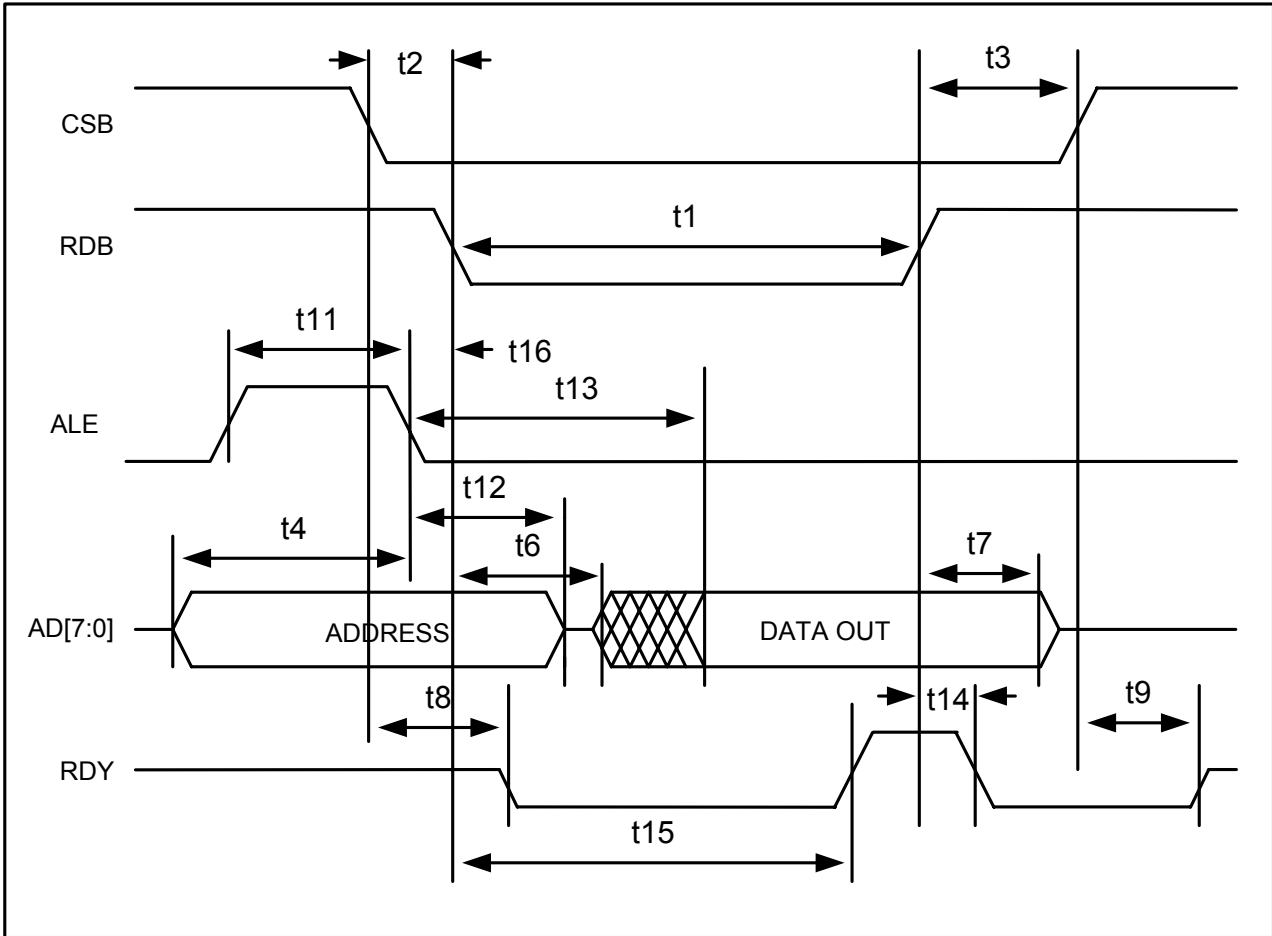 t2
t3
CSB
t1
RDB
t11
t16
t13
ALE
t12
t4
t6
t7
AD[7:0]
ADDRESS
DATA OUT
t8
t14
t9
RDY
t15